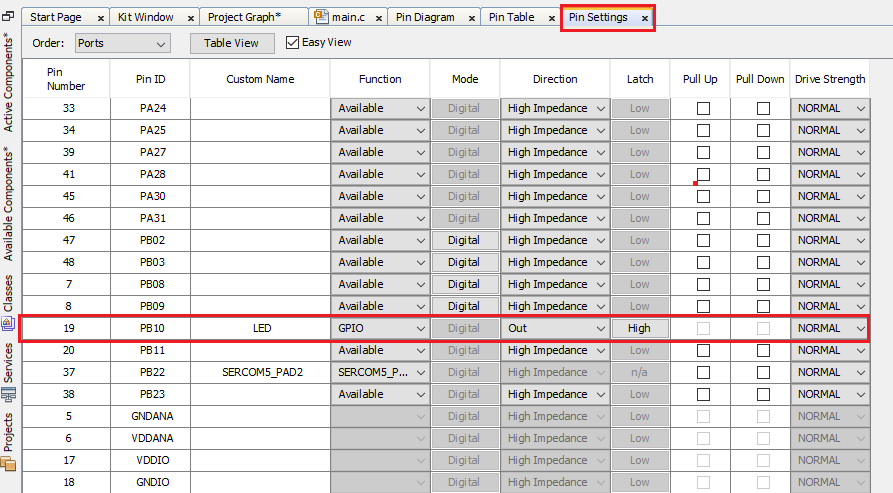 Start Page Kit Window Project Graph* main.c Pin Diagram Pin Table Pin Settings
Order: Ports Table View Easy View
Pin Number Pin ID Custom Name Function Mode Direction Latch Pull Up Pull Down Drive Strength
33 PA24 Available Digital High Impedance Low NORMAL
34 PA25 Available Digital High Impedance Low NORMAL
39 PA27 Available Digital High Impedance Low NORMAL
41 PA28 Available Digital High Impedance Low NORMAL
45 PA30 Available Digital High Impedance Low NORMAL
46 PA31 Available Digital High Impedance Low NORMAL
47 PB02 Available Digital High Impedance Low NORMAL
48 PB03 Available Digital High Impedance Low NORMAL
7 PB08 Available Digital High Impedance Low NORMAL
8 PB09 Available Digital High Impedance Low NORMAL
19 PB10 LED GPIO Digital Out High NORMAL
20 PB11 Available Digital High Impedance Low NORMAL
37 PB22 SERCOM5_PAD2 SERCOM5_P... Digital High Impedance n/a NORMAL
38 PB23 Available Digital High Impedance Low NORMAL
5 GNDANA Digital High Impedance Low NORMAL
6 VDDANA Digital High Impedance Low NORMAL
17 VDDIO Digital High Impedance Low NORMAL
18 GNDIO Digital High Impedance Low NORMAL
Active Components*
Available Components*
Classes
Services
Projects